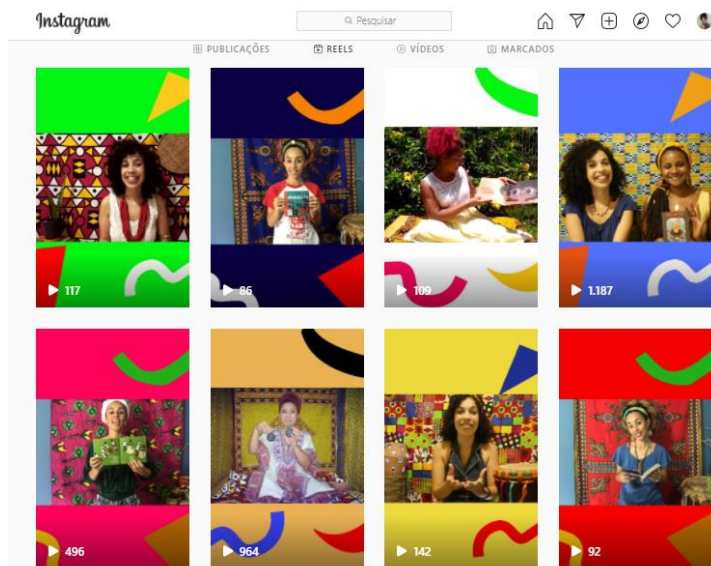 Instagram
Pesquisar
PUBLICAÇÕES
REELS
VÍDEOS
MARCADOS
117
86
109
1.187
496
964
142
92